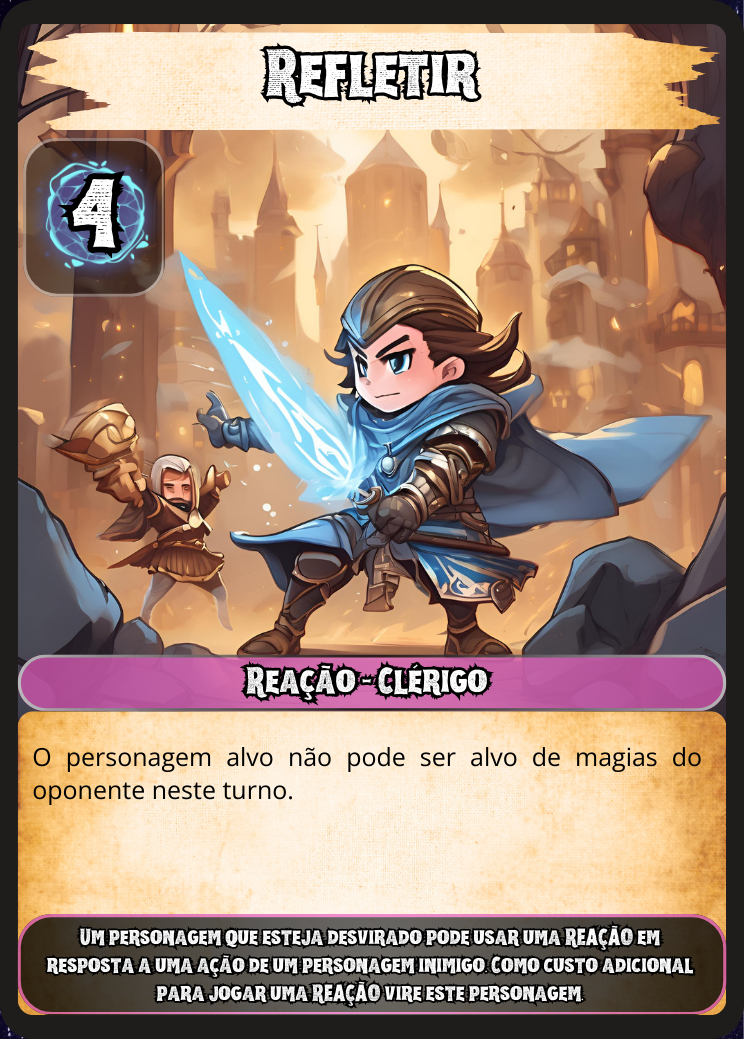 Refletir
4
Reação - Clérigo
O personagem alvo não pode ser alvo de magias do
oponente neste turno.
Um personagem que esteja desvirado pode usar uma REAÇÃO em
resposta a uma ação de um personagem inimigo. Como custo adicional
para jogar uma REAÇÃO vire este personagem.